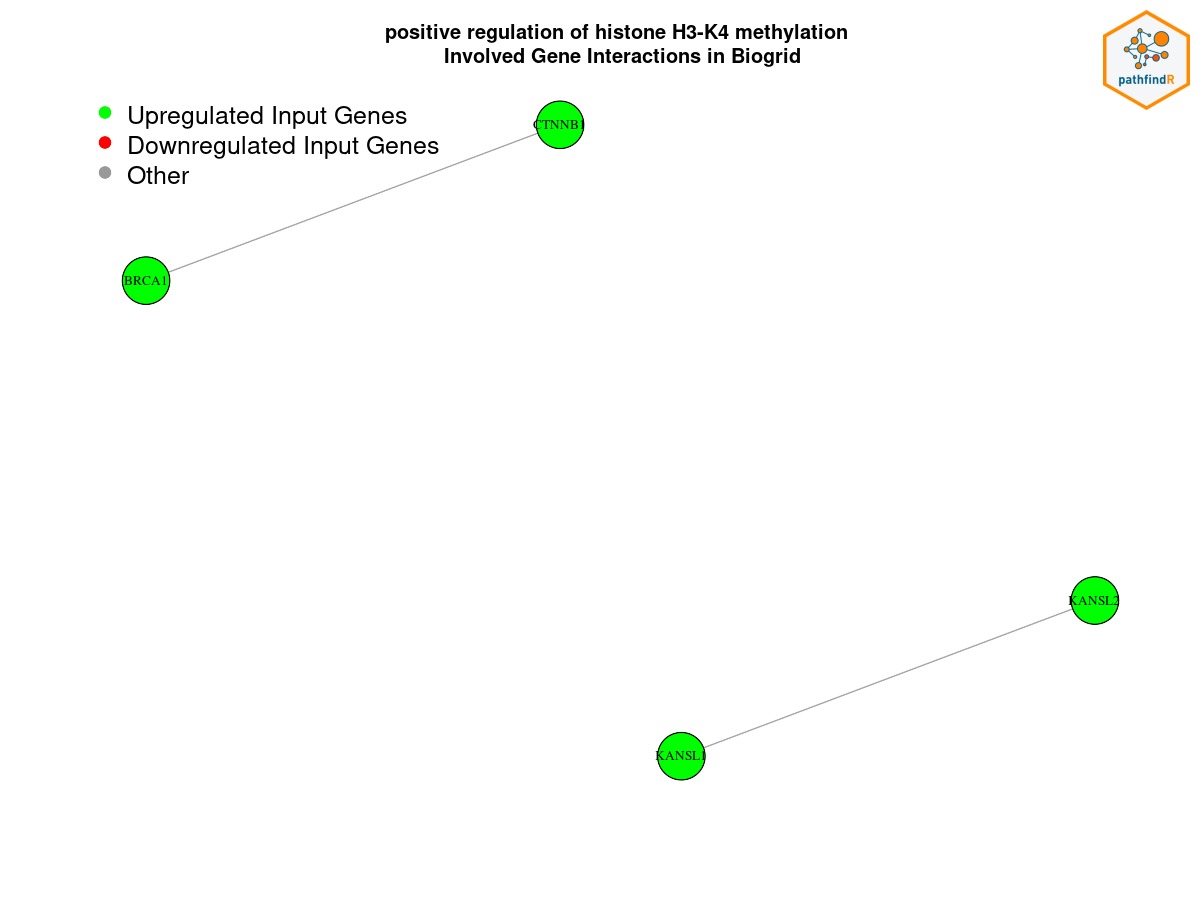 positive regulation of histone H3-K4 methylation
Involved Gene Interactions in Biogrid
pathfindR
Upregulated Input Genes
Downregulated Input Genes
Other
CTNNB1
BRCA1
KANSL2
KANSL1